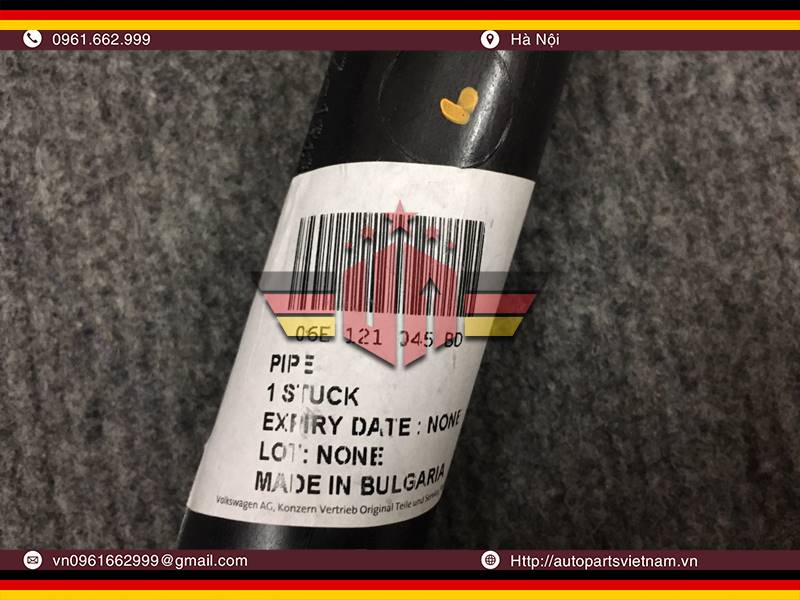 0961.662.999
Hà Nội
06E 121 045 BD
PIPE
1 STUCK
EXPIRY DATE : NONE
LOT: NONE
MADE IN BULGARIA
Volkswagen AG, Konzern Vertrieb Original Teile und
vn0961662999@gmail.com
Http://autopartsvietnam.vn